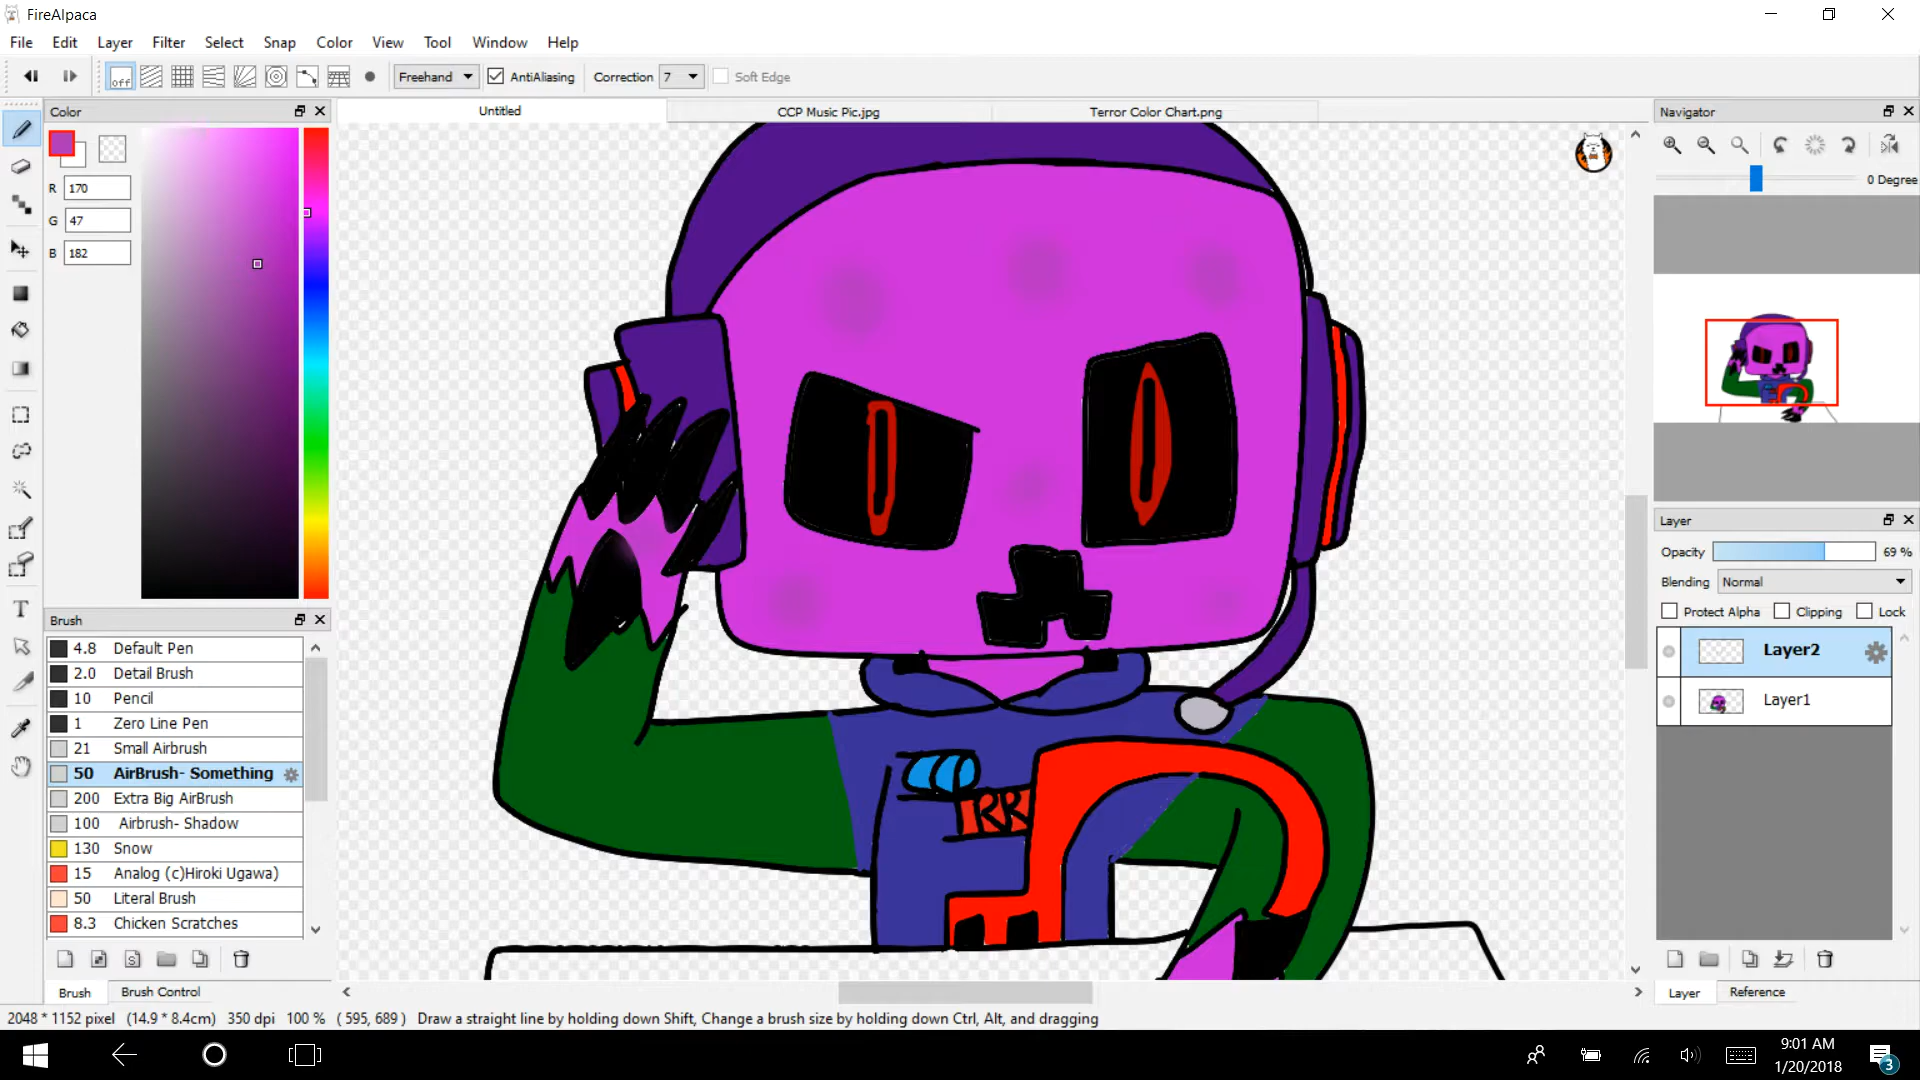 FireAlpaca
File Edit Layer Filter Select Snap Color View Tool Window Help
off Freehand AntiAliasing Correction 7 Soft Edge
Color Untitled CCP Music Pic.jpg Terror Color Chart.png Navigator
R 170
G 47
B 182
0 Degree
Layer
Opacity 69 %
Blending Normal
Protect Alpha Clipping Lock
Layer2
Layer1
Brush
4.8 Default Pen
2.0 Detail Brush
10 Pencil
1 Zero Line Pen
21 Small Airbrush
50 AirBrush- Something
200 Extra Big AirBrush
100 Airbrush- Shadow
130 Snow
15 Analog (c)Hiroki Ugawa)
50 Literal Brush
8.3 Chicken Scratches
S
Brush Brush Control
Layer Reference
2048 * 1152 pixel (14.9 * 8.4cm) 350 dpi 100 % ( 595, 689 ) Draw a straight line by holding down Shift, Change a brush size by holding down Ctrl, Alt, and dragging
9:01 AM
1/20/2018
3